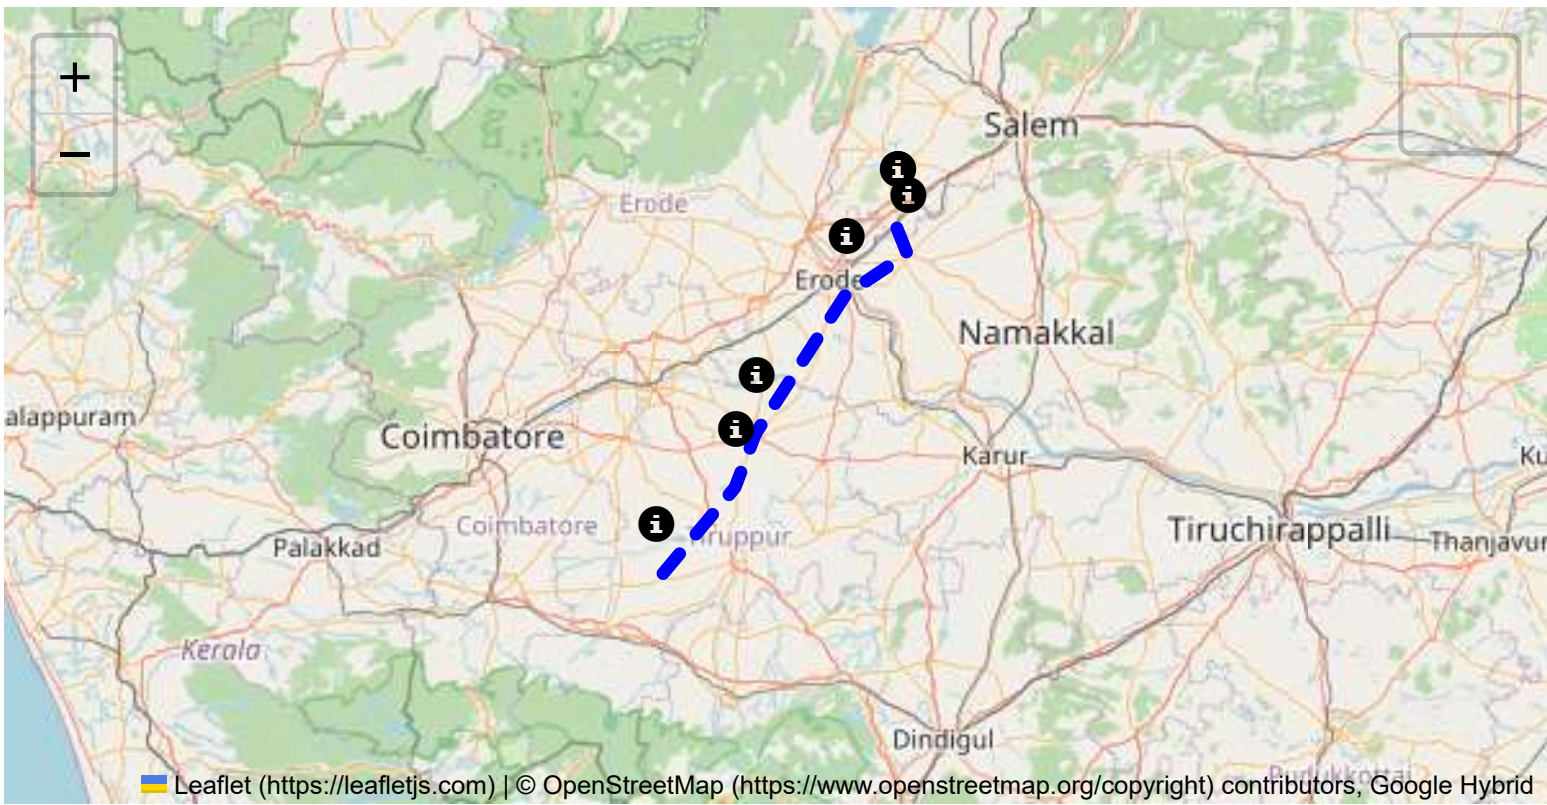 +
−
Salem
i
i
Erode
i
Erode
Namakkal
i
alappuram
i
Coimbatore
Karur
Ku
i
Coimbatore
Tiruchirappalli
Palakkad
Thanjavur
Kerala
Dindigul
Leaflet (https://leafletjs.com) | © OpenStreetMap (https://www.openstreetmap.org/copyright) contributors, Google Hybrid